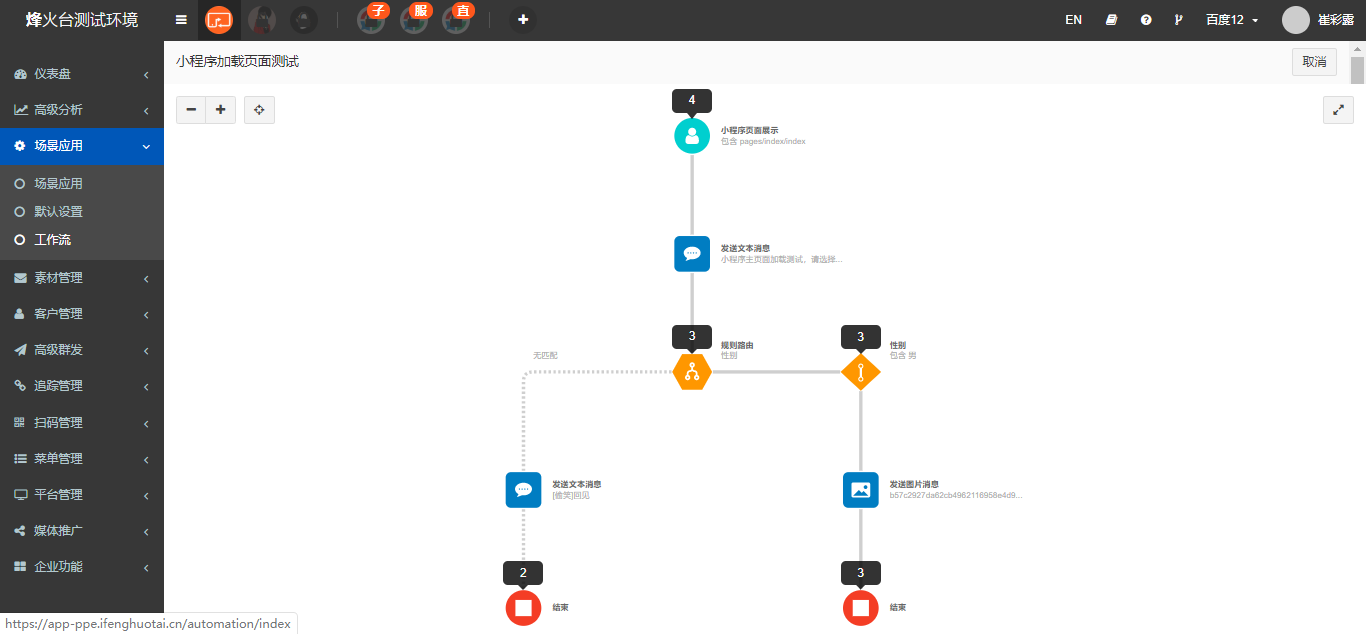 烽火台测试环境
子
服
直
EN
百度12
崔彩露
仪表盘
高级分析
场景应用
场景应用
默认设置
工作流
素材管理
客户管理
高级群发
追踪管理
扫码管理
菜单管理
平台管理
媒体推广
企业功能
小程序加载页面测试
取消
4
小程序页面展示
包含 pages/index/index
发送文本消息
小程序主页面加载测试，请选择...
3
规则路由
性别
3
性别
包含 男
无匹配
发送文本消息
[偷笑]回见
发送图片消息
b57c2927da62cb4962116958e4d9...
2
结束
3
结束
https://app-ppe.ifenghuotai.cn/automation/index